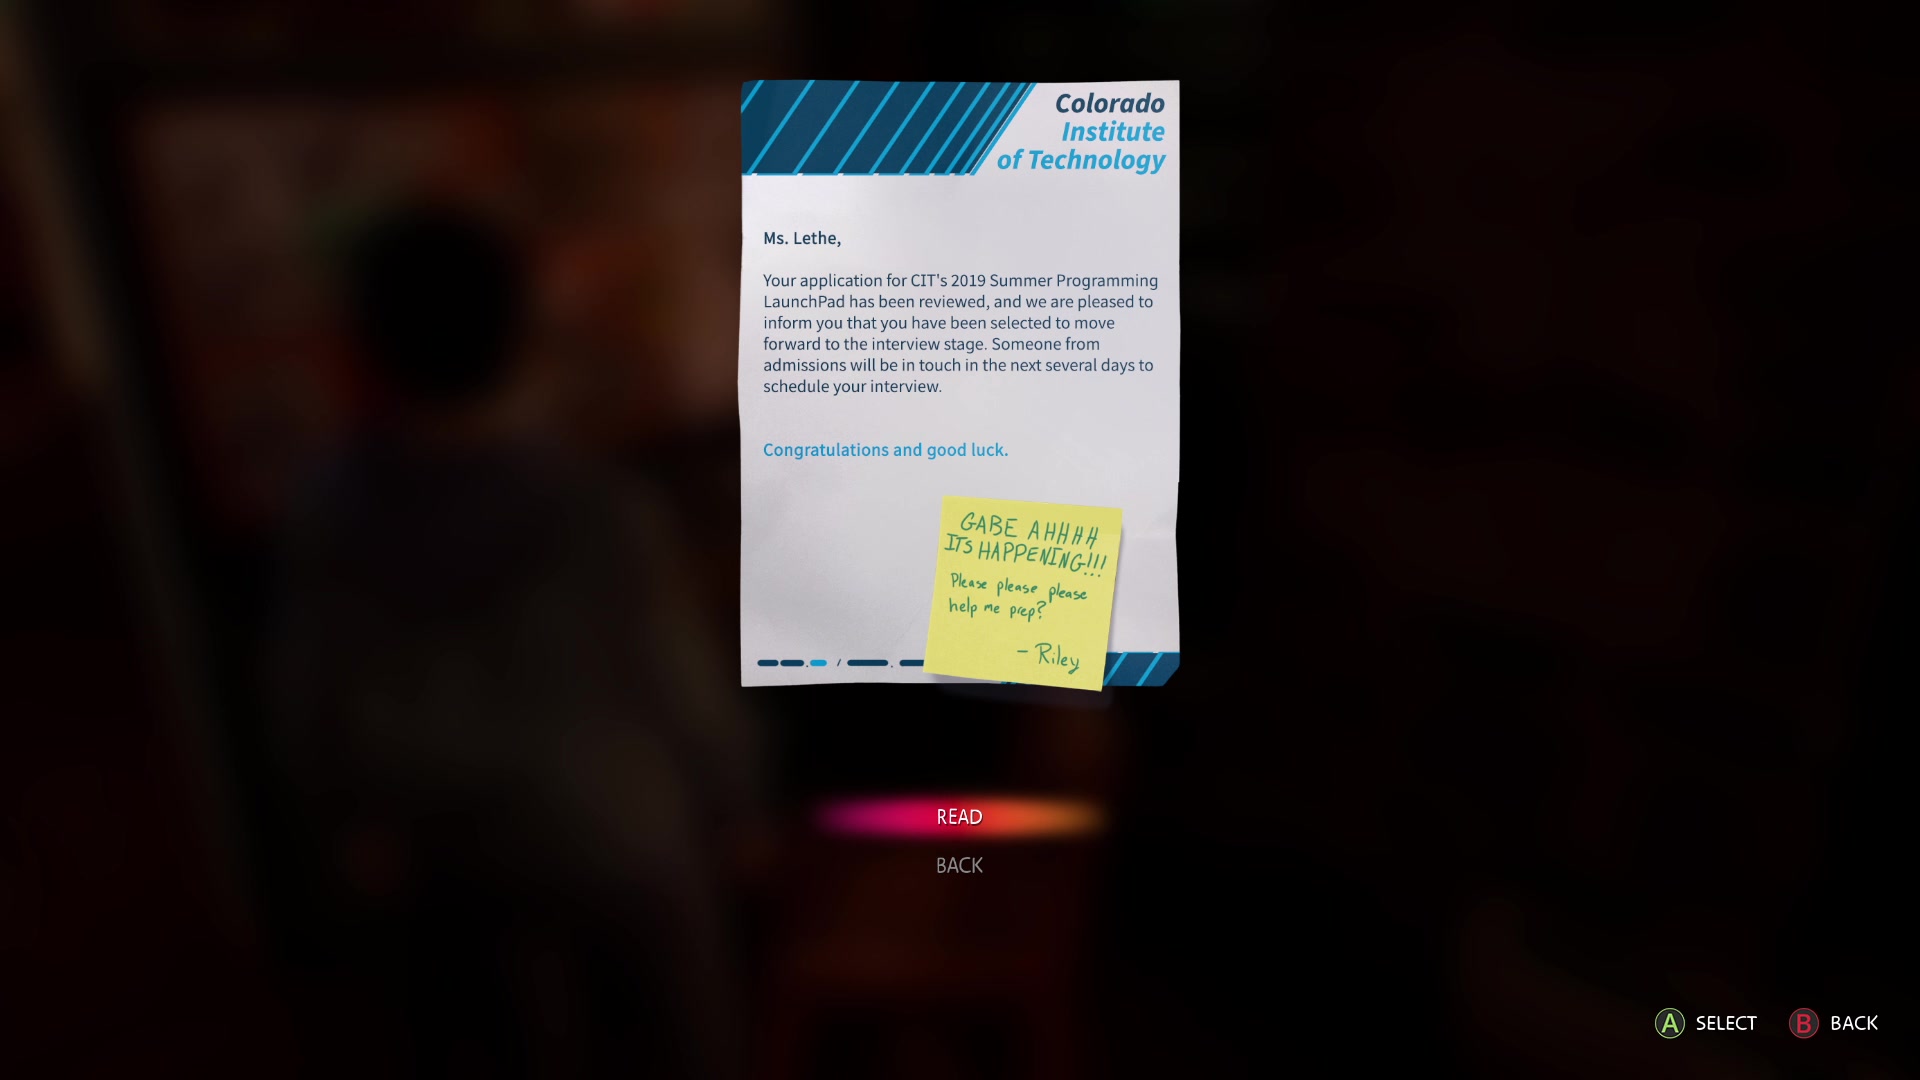 Colorado
Institute
of Technology
Ms. Lethe,
Your application for CIT's 2019 Summer Programming
LaunchPad has been reviewed, and we are pleased to
inform you that you have been selected to move
forward to the interview stage. Someone from
admissions will be in touch in the next several days to
schedule your interview.
Congratulations and good luck.
GABE AHHHH
ITS HAPPENING!!!
Please please please
help me prep?
- Riley
READ
BACK
A SELECT B BACK